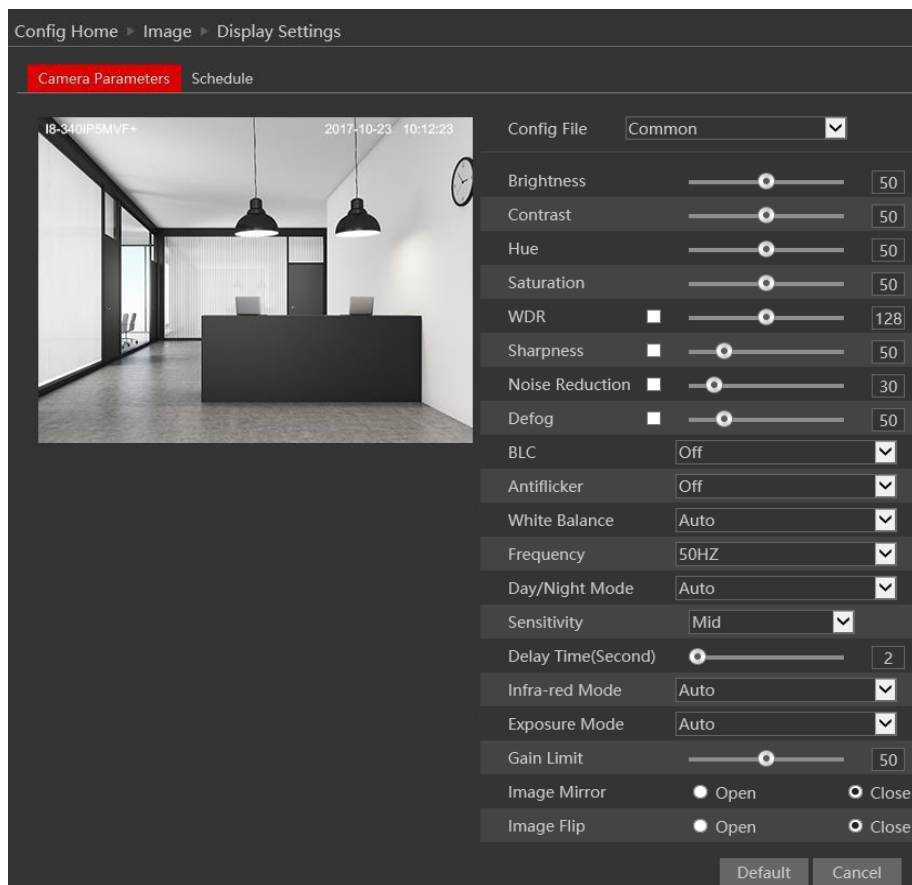 Config Home ▶ Image ▶ Display Settings
Camera Parameters Schedule
I8-340IP5MVF+ 2017-10-23 10:12:23
Config File Common
Brightness 50
Contrast 50
Hue 50
Saturation 50
WDR 128
Sharpness 50
Noise Reduction 30
Defog 50
BLC Off
Antiflicker Off
White Balance Auto
Frequency 50HZ
Day/Night Mode Auto
Sensitivity Mid
Delay Time(Second) 2
Infra-red Mode Auto
Exposure Mode Auto
Gain Limit 50
Image Mirror Open Close
Image Flip Open Close
Default Cancel